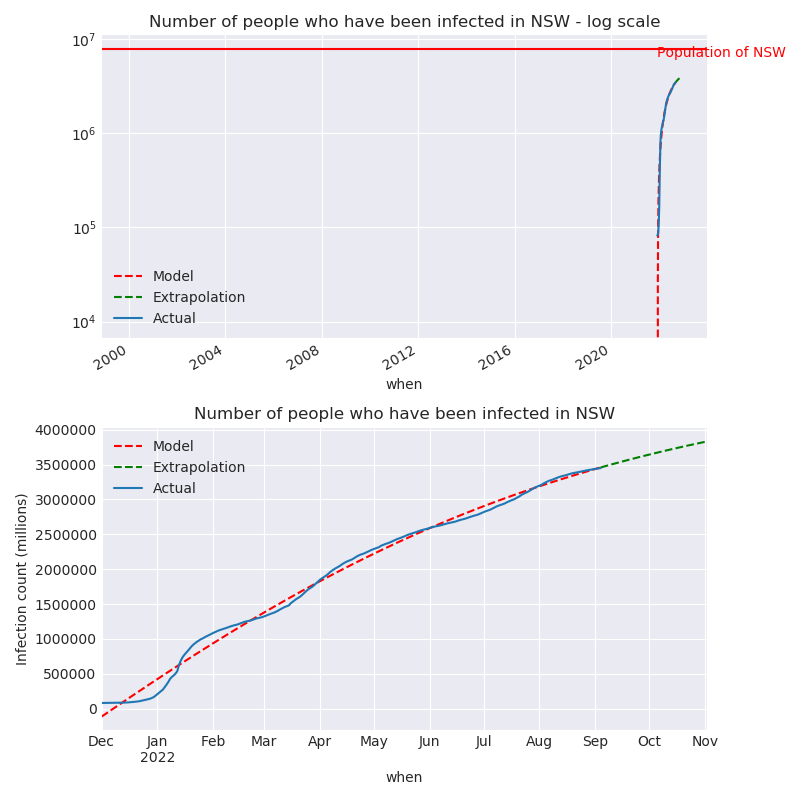 Number of people who have been infected in NSW - log scale
10^7
Population of NSW
10^6
10^5
10^4
Model
Extrapolation
Actual
2000 2004 2008 2012 2016 2020
when
Number of people who have been infected in NSW
Infection count (millions)
4000000
3500000
3000000
2500000
2000000
1500000
1000000
500000
0
Model
Extrapolation
Actual
Dec Jan Feb Mar Apr May Jun Jul Aug Sep Oct Nov
2022
when